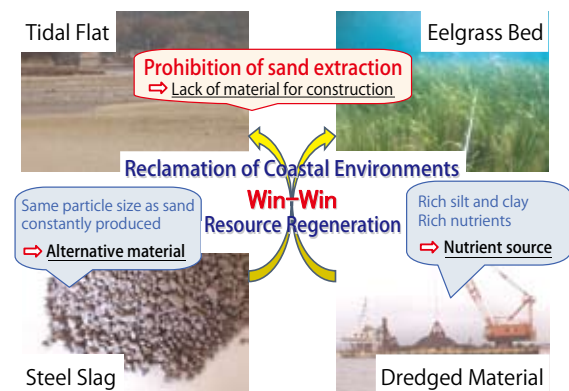 Tidal Flat
Eelgrass Bed
Prohibition of sand extraction
⇨ Lack of material for construction
Reclamation of Coastal Environments
Win-Win
Resource Regeneration
Same particle size as sand
constantly produced
⇨ Alternative material
Rich silt and clay
Rich nutrients
⇨ Nutrient source
Steel Slag
Dredged Material